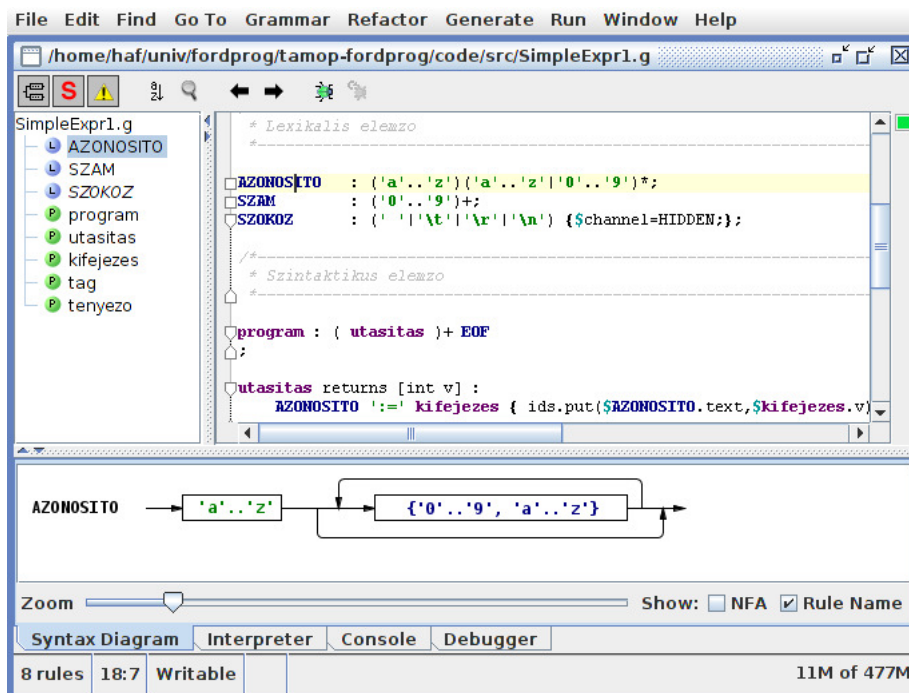 File Edit Find Go To Grammar Refactor Generate Run Window Help
/home/haf/univ/fordprog/tamop-fordprog/code/src/SimpleExpr1.g
SimpleExpr1.g
L AZONOSITO
L SZAM
L SZOKOZ
P program
P utasitas
P kifejezes
P tag
P tenyezo
* Lexikalis elemzo
*----------------------------------------------------------------------
AZONOSITO : ('a'..'z')('a'..'z'|'0'..'9')*;
SZAM : ('0'..'9')+;
SZOKOZ : (' '|'\t'|'\r'|'\n') {$channel=HIDDEN;};
/*----------------------------------------------------------------------
* Szintaktikus elemzo
*----------------------------------------------------------------------
program : ( utasitas )+ EOF
;
utasitas returns [int v] :
AZONOSITO ':=' kifejezes { ids.put($AZONOSITO.text,$kifejezes.v)
AZONOSITO 'a'..'z' {'0'..'9', 'a'..'z'}
Zoom Show: NFA Rule Name
Syntax Diagram Interpreter Console Debugger
8 rules 18:7 Writable 11M of 477M